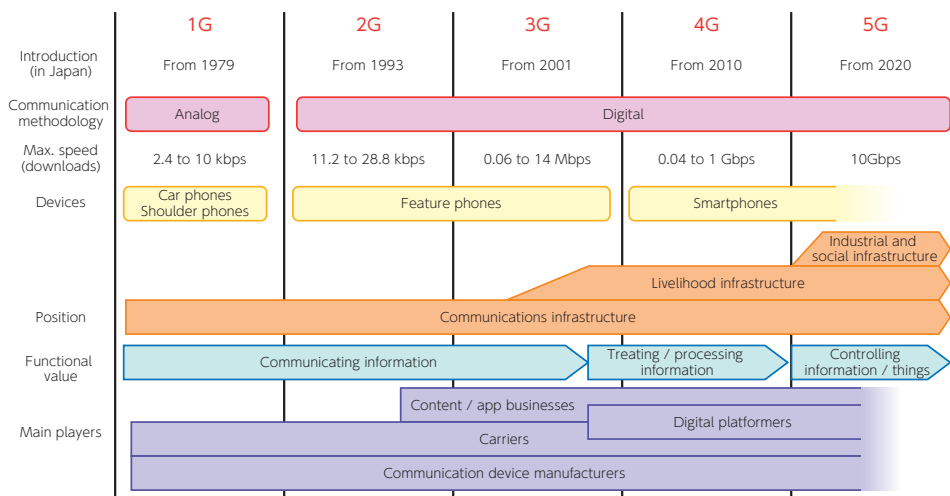 1G 2G 3G 4G 5G
Introduction
(in Japan)
From 1979 From 1993 From 2001 From 2010 From 2020
Communication
methodology
Analog Digital
Max. speed
(downloads)
2.4 to 10 kbps 11.2 to 28.8 kbps 0.06 to 14 Mbps 0.04 to 1 Gbps 10Gbps
Devices
Car phones
Shoulder phones
Feature phones Smartphones
Industrial and
social infrastructure
Livelihood infrastructure
Position Communications infrastructure
Functional
value
Communicating information
Treating / processing
information
Controlling
information / things
Main players
Content / app businesses
Digital platformers
Carriers
Communication device manufacturers